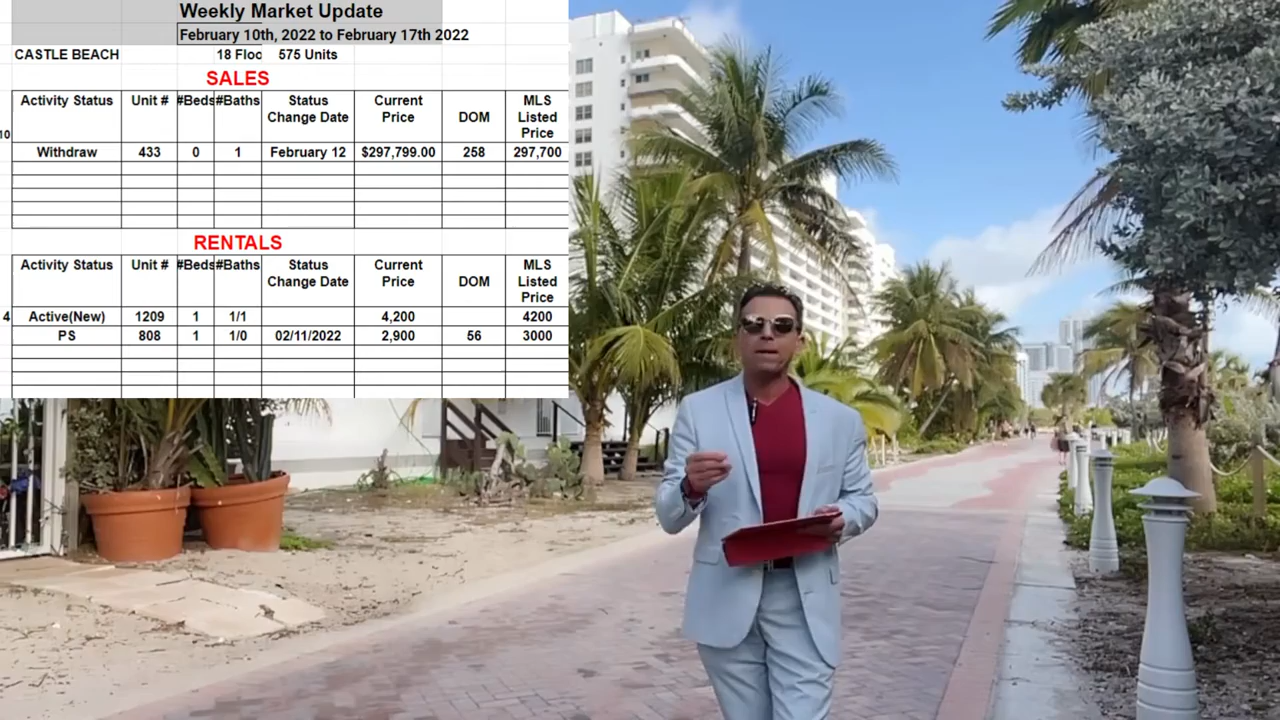 Weekly Market Update
February 10th, 2022 to February 17th 2022
CASTLE BEACH 18 Floo 575 Units
SALES
Activity Status Unit # #Beds #Baths Status Change Date Current Price DOM MLS Listed Price
10
Withdraw 433 0 1 February 12 $297,799.00 258 297,700
RENTALS
Activity Status Unit # #Beds #Baths Status Change Date Current Price DOM MLS Listed Price
4 Active(New) 1209 1 1/1 4,200 4200
PS 808 1 1/0 02/11/2022 2,900 56 3000